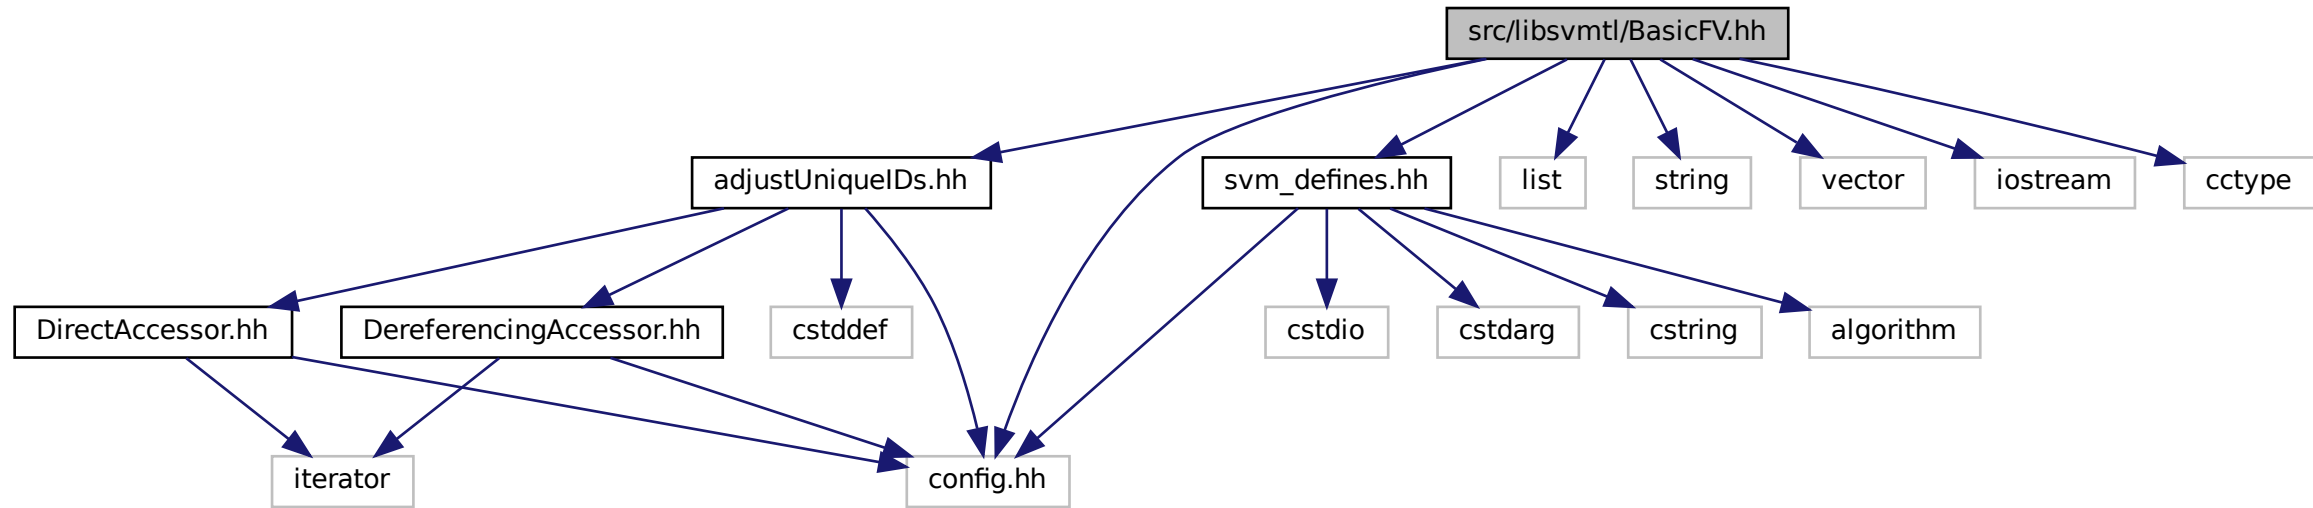 src/libsvmtl/BasicFV.hh
adjustUniqueIDs.hh
svm_defines.hh
list
string
vector
iostream
cctype
DirectAccessor.hh
DereferencingAccessor.hh
cstddef
cstdio
cstdarg
cstring
algorithm
iterator
config.hh